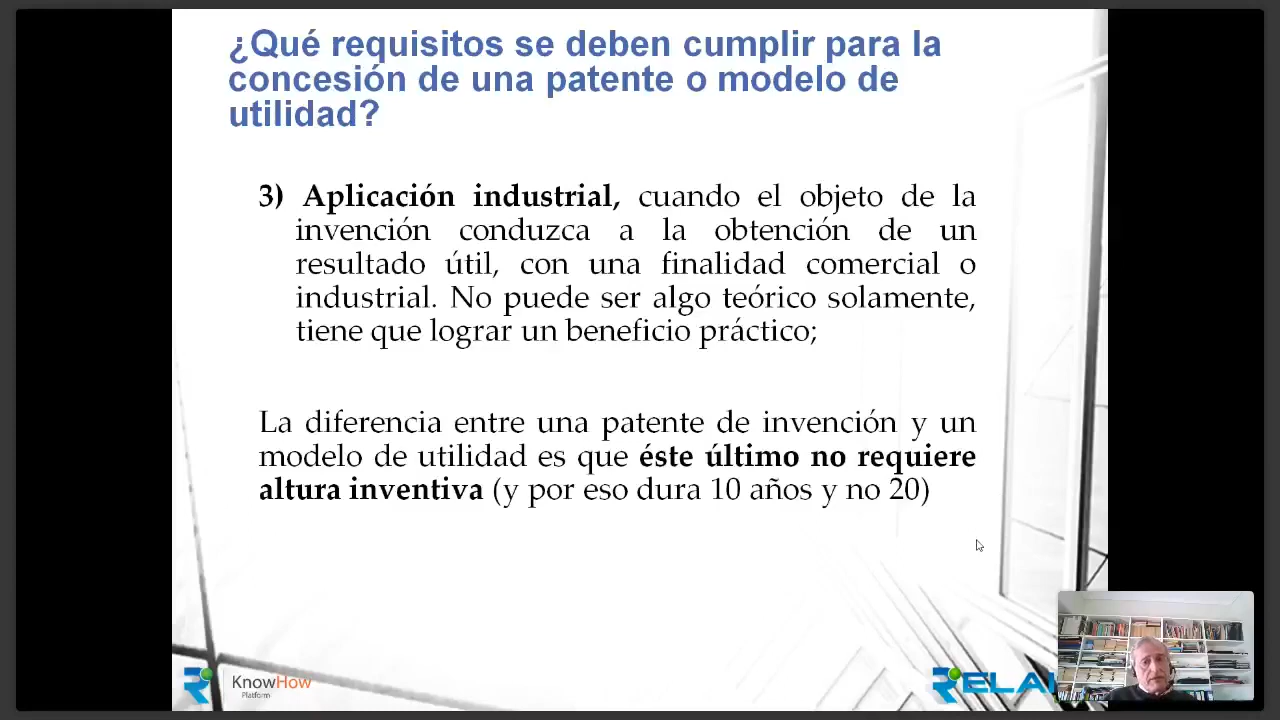 ¿Qué requisitos se deben cumplir para la
concesión de una patente o modelo de
utilidad?
3) Aplicación industrial, cuando el objeto de la
invención conduzca a la obtención de un
resultado útil, con una finalidad comercial o
industrial. No puede ser algo teórico solamente,
tiene que lograr un beneficio práctico;
La diferencia entre una patente de invención y un
modelo de utilidad es que éste último no requiere
altura inventiva (y por eso dura 10 años y no 20)
KnowHow
Platform